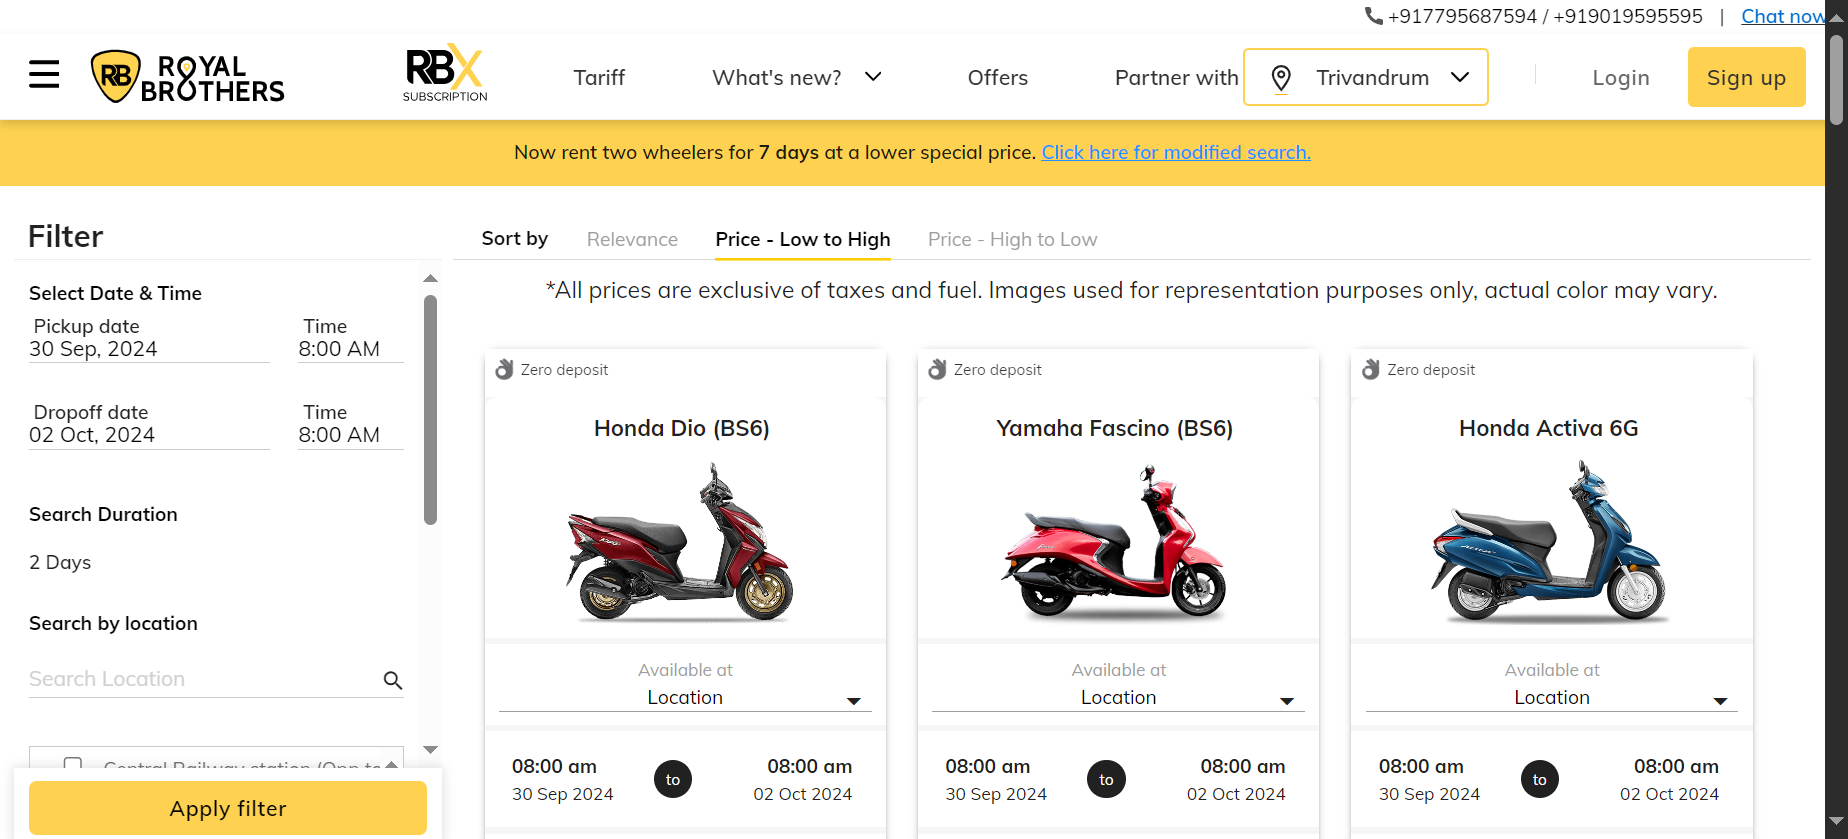 +917795687594 / +919019595595 | Chat now
RB ROYAL BROTHERS
RBX SUBSCRIPTION
Tariff
What's new?
Offers
Partner with
Trivandrum
Login
Sign up
Now rent two wheelers for 7 days at a lower special price. Click here for modified search.
Filter
Select Date & Time
Pickup date Time
30 Sep, 2024 8:00 AM
Dropoff date Time
02 Oct, 2024 8:00 AM
Search Duration
2 Days
Search by location
Search Location
Central Railway station (Opp to
Apply filter
Sort by Relevance Price - Low to High Price - High to Low
*All prices are exclusive of taxes and fuel. Images used for representation purposes only, actual color may vary.
Zero deposit
Honda Dio (BS6)
Available at
Location
08:00 am to 08:00 am
30 Sep 2024 02 Oct 2024
Zero deposit
Yamaha Fascino (BS6)
Available at
Location
08:00 am to 08:00 am
30 Sep 2024 02 Oct 2024
Zero deposit
Honda Activa 6G
Available at
Location
08:00 am to 08:00 am
30 Sep 2024 02 Oct 2024